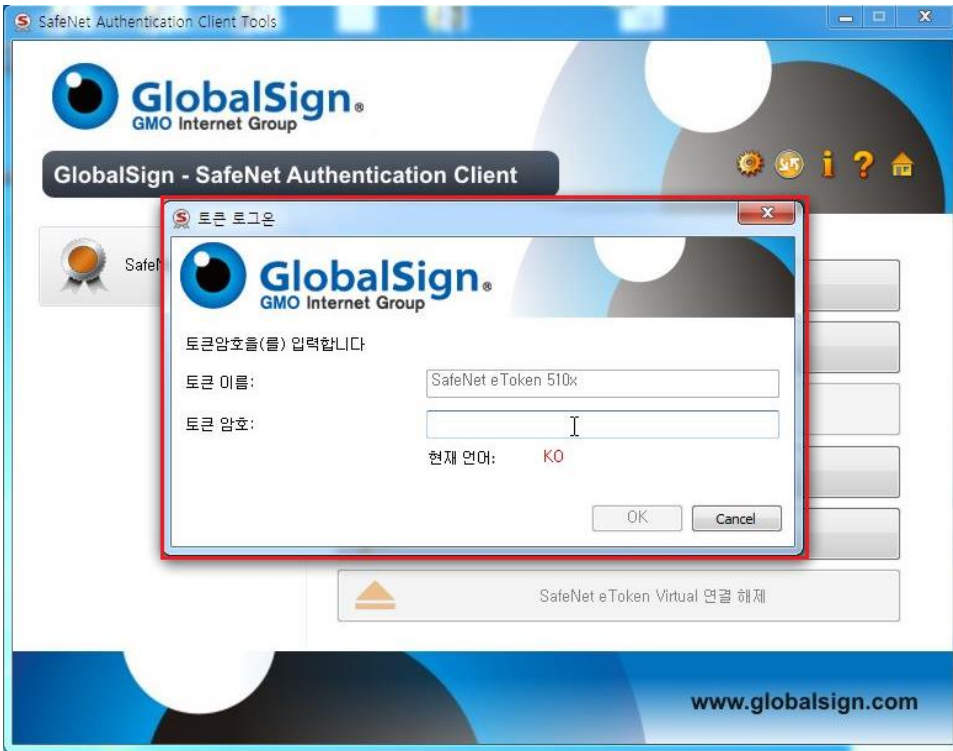 SafeNet Authentication Client Tools
GlobalSign®
GMO Internet Group
GlobalSign - SafeNet Authentication Client
토큰 로그온
GlobalSign®
GMO Internet Group
토큰암호을(를) 입력합니다
토큰 이름:
SafeNet eToken 510x
토큰 암호:
현재 언어:
KO
OK
Cancel
SafeNet eToken Virtual 연결 해제
www.globalsign.com